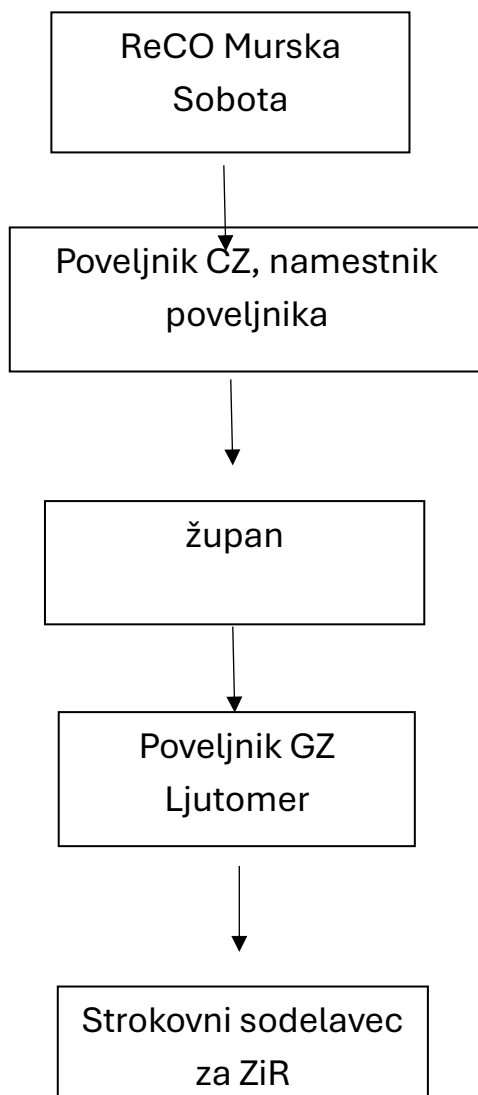 ReCO Murska
Sobota
Poveljnik CZ, namestnik
poveljnika
župan
Poveljnik GZ
Ljutomer
Strokovni sodelavec
za ZiR